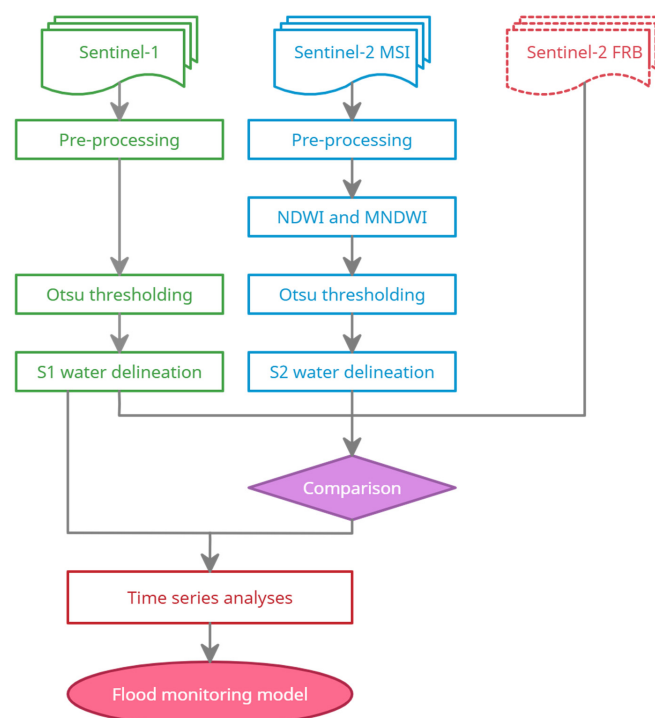 Sentinel-1
Sentinel-2 MSI
Sentinel-2 FRB
Pre-processing
Pre-processing
NDWI and MNDWI
Otsu thresholding
Otsu thresholding
S1 water delineation
S2 water delineation
Comparison
Time series analyses
Flood monitoring model